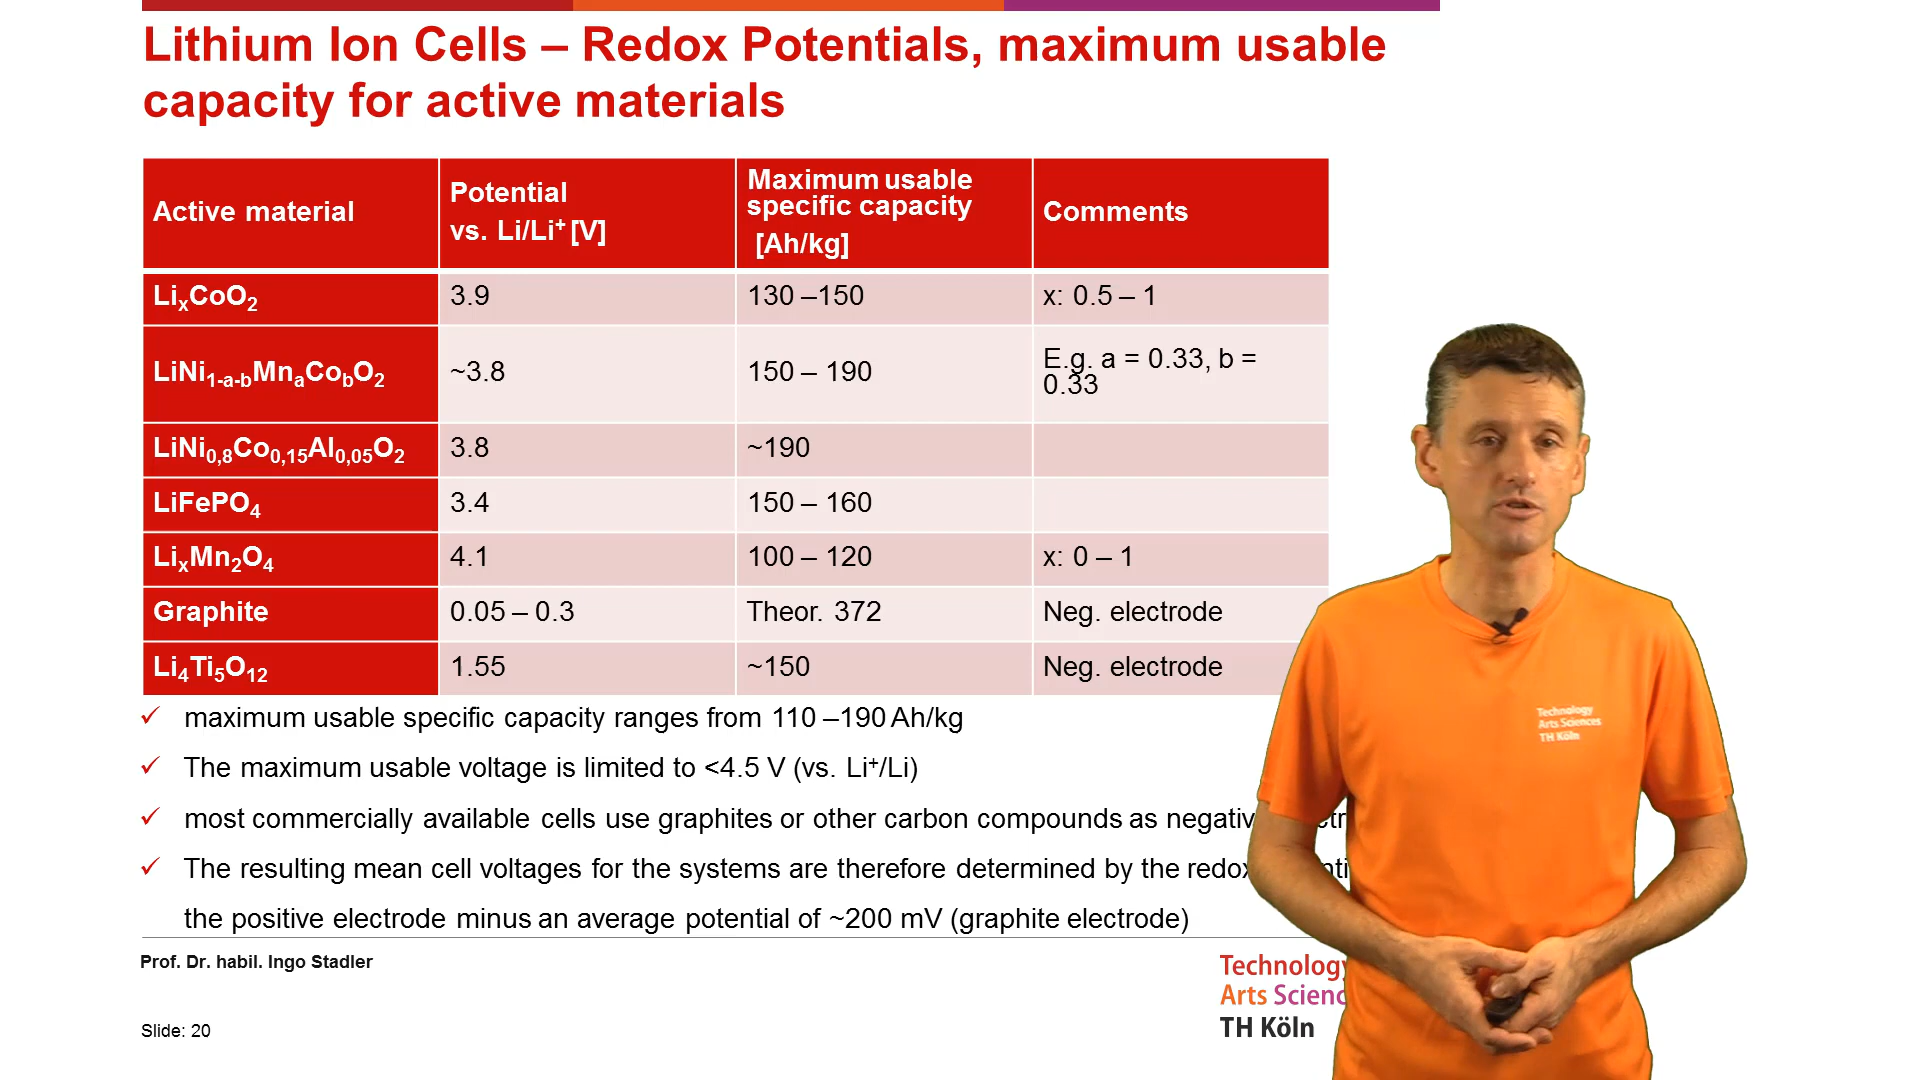 Lithium Ion Cells – Redox Potentials, maximum usable
capacity for active materials
Active material
Potential
vs. Li/Li⁺ [V]
Maximum usable
specific capacity
[Ah/kg]
Comments
LiₓCoO₂ 3.9 130 –150 x: 0.5 – 1
LiNi₁₋ₐ₋bMnₐCobO₂ ~3.8 150 – 190 E.g. a = 0.33, b =
0.33
LiNi₀,₈Co₀,₁₅Al₀,₀₅O₂ 3.8 ~190
LiFePO₄ 3.4 150 – 160
LiₓMn₂O₄ 4.1 100 – 120 x: 0 – 1
Graphite 0.05 – 0.3 Theor. 372 Neg. electrode
Li₄Ti₅O₁₂ 1.55 ~150 Neg. electrode
✓ maximum usable specific capacity ranges from 110 –190 Ah/kg
✓ The maximum usable voltage is limited to <4.5 V (vs. Li⁺/Li)
✓ most commercially available cells use graphites or other carbon compounds as
✓ The resulting mean cell voltages for the systems are therefore determined by the redox
the positive electrode minus an average potential of ~200 mV (graphite electrode)
Prof. Dr. habil. Ingo Stadler
Slide: 20
Technology
Arts
TH Köln
Technology
Arts Sciences
TH Köln